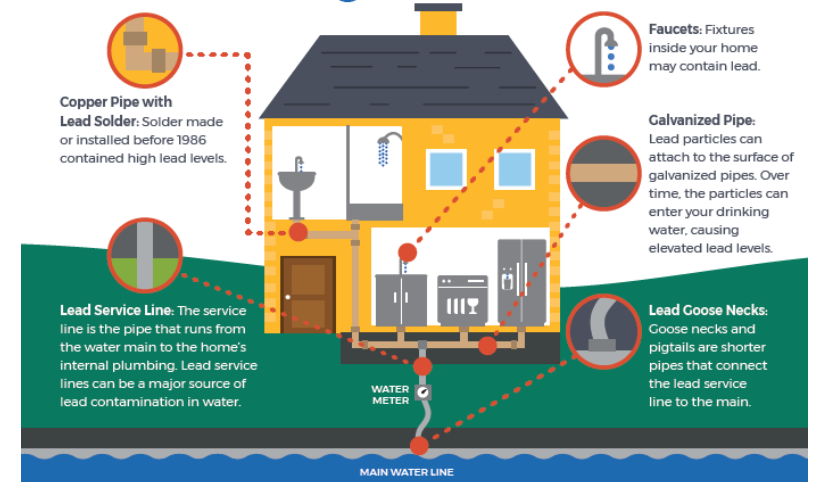 Copper Pipe with
Lead Solder: Solder made
or installed before 1986
contained high lead levels.
Lead Service Line: The service
line is the pipe that runs from
the water main to the home's
internal plumbing. Lead service
lines can be a major source of
lead contamination in water.
Faucets: Fixtures
inside your home
may contain lead.
Galvanized Pipe:
Lead particles can
attach to the surface of
galvanized pipes. Over
time, the particles can
enter your drinking
water, causing
elevated lead levels.
Lead Goose Necks:
Goose necks and
pigtails are shorter
pipes that connect
the lead service
line to the main.
WATER
METER
MAIN WATER LINE